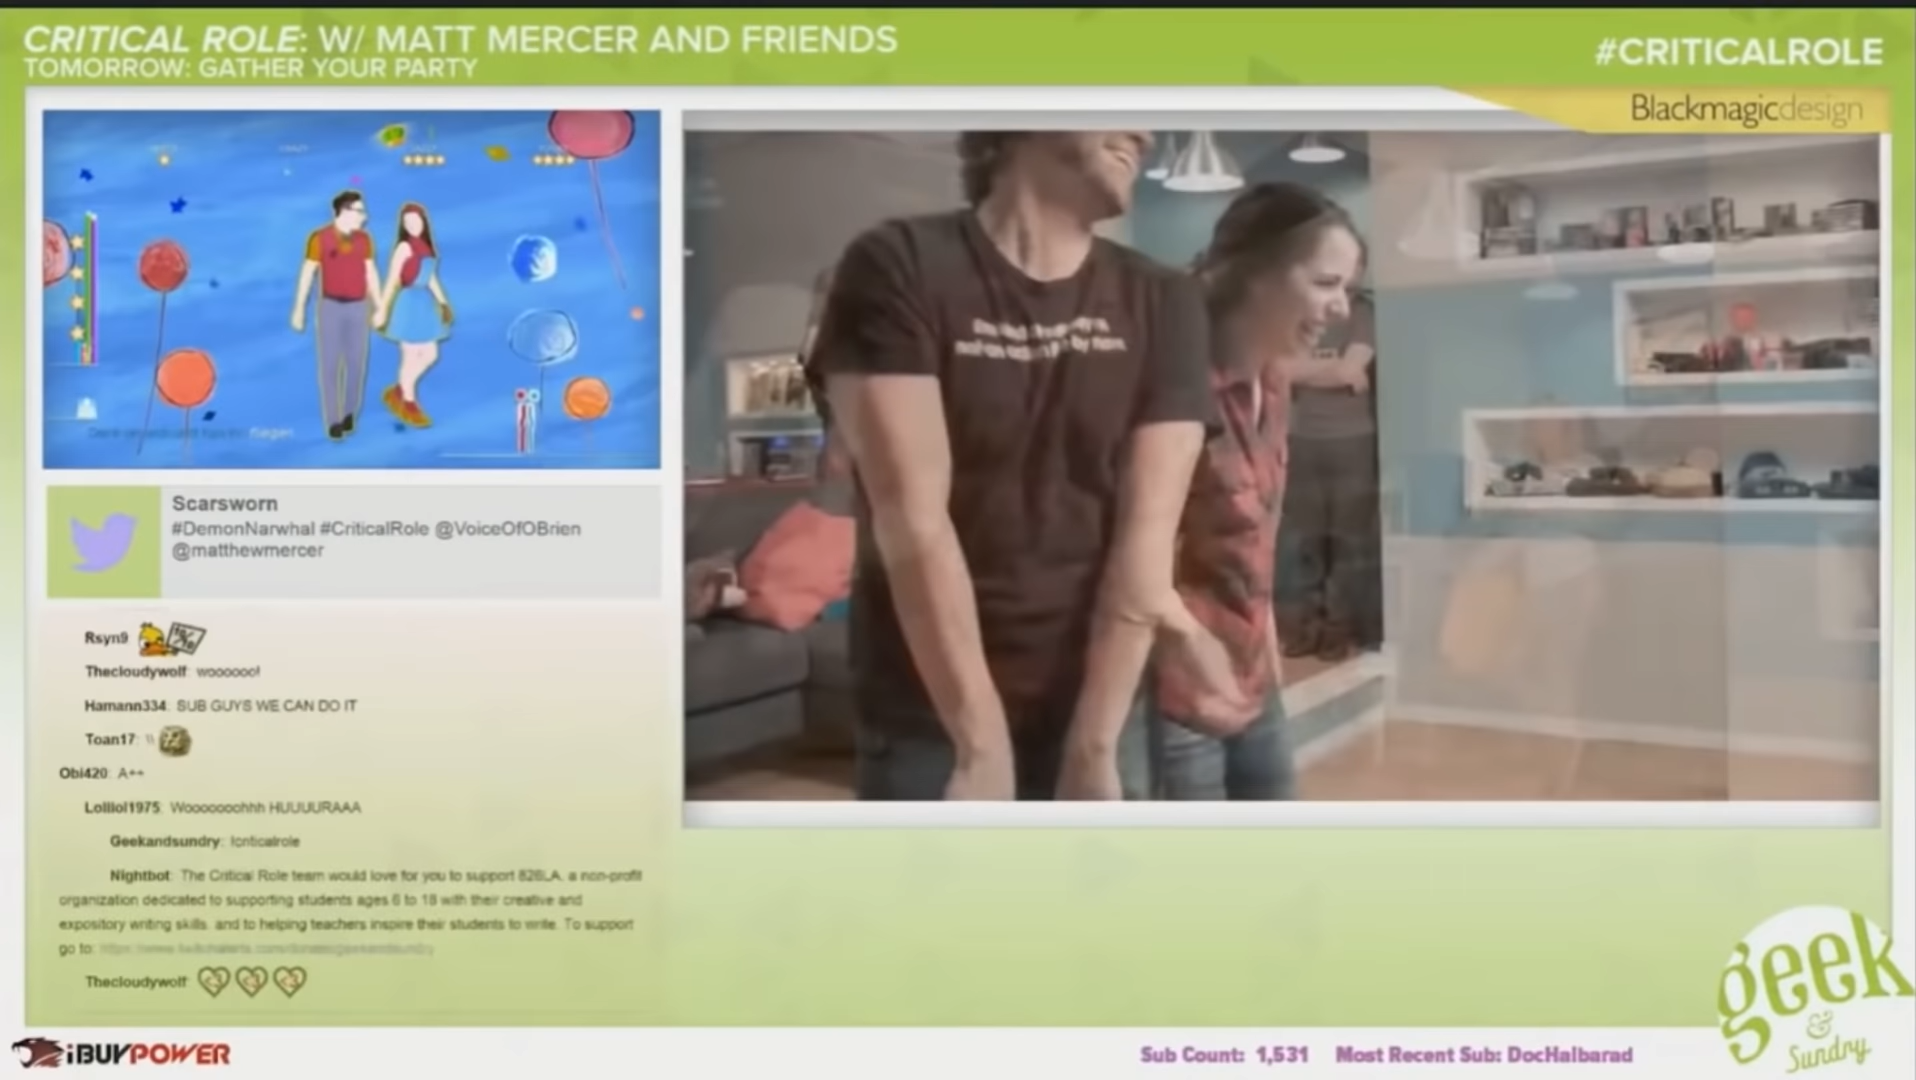 CRITICAL ROLE: W/ MATT MERCER AND FRIENDS
TOMORROW: GATHER YOUR PARTY
#CRITICALROLE
Blackmagicdesign
Scarsworn
#DemonNarwhal #CriticalRole @VoiceOfOBrien
@matthewmercer
Rsyn9
Thecloudywolf: woooooo!
Hamann334: SUB GUYS WE CAN DO IT
Toan17:
Obi420: A++
Lolliol1975: Wooooooohhh HUUUURAAA
Geekandsundry: !criticalrole
Nightbot: The Critical Role team would love for you to support 826LA, a non-profit
organization dedicated to supporting students ages 6 to 18 with their creative and
expository writing skills, and to helping teachers inspire their students to write. To support
go to:
Thecloudywolf: <3 <3 <3
iBUYPOWER
Sub Count: 1,531 Most Recent Sub: DocHalbarad
geek
&
Sundry